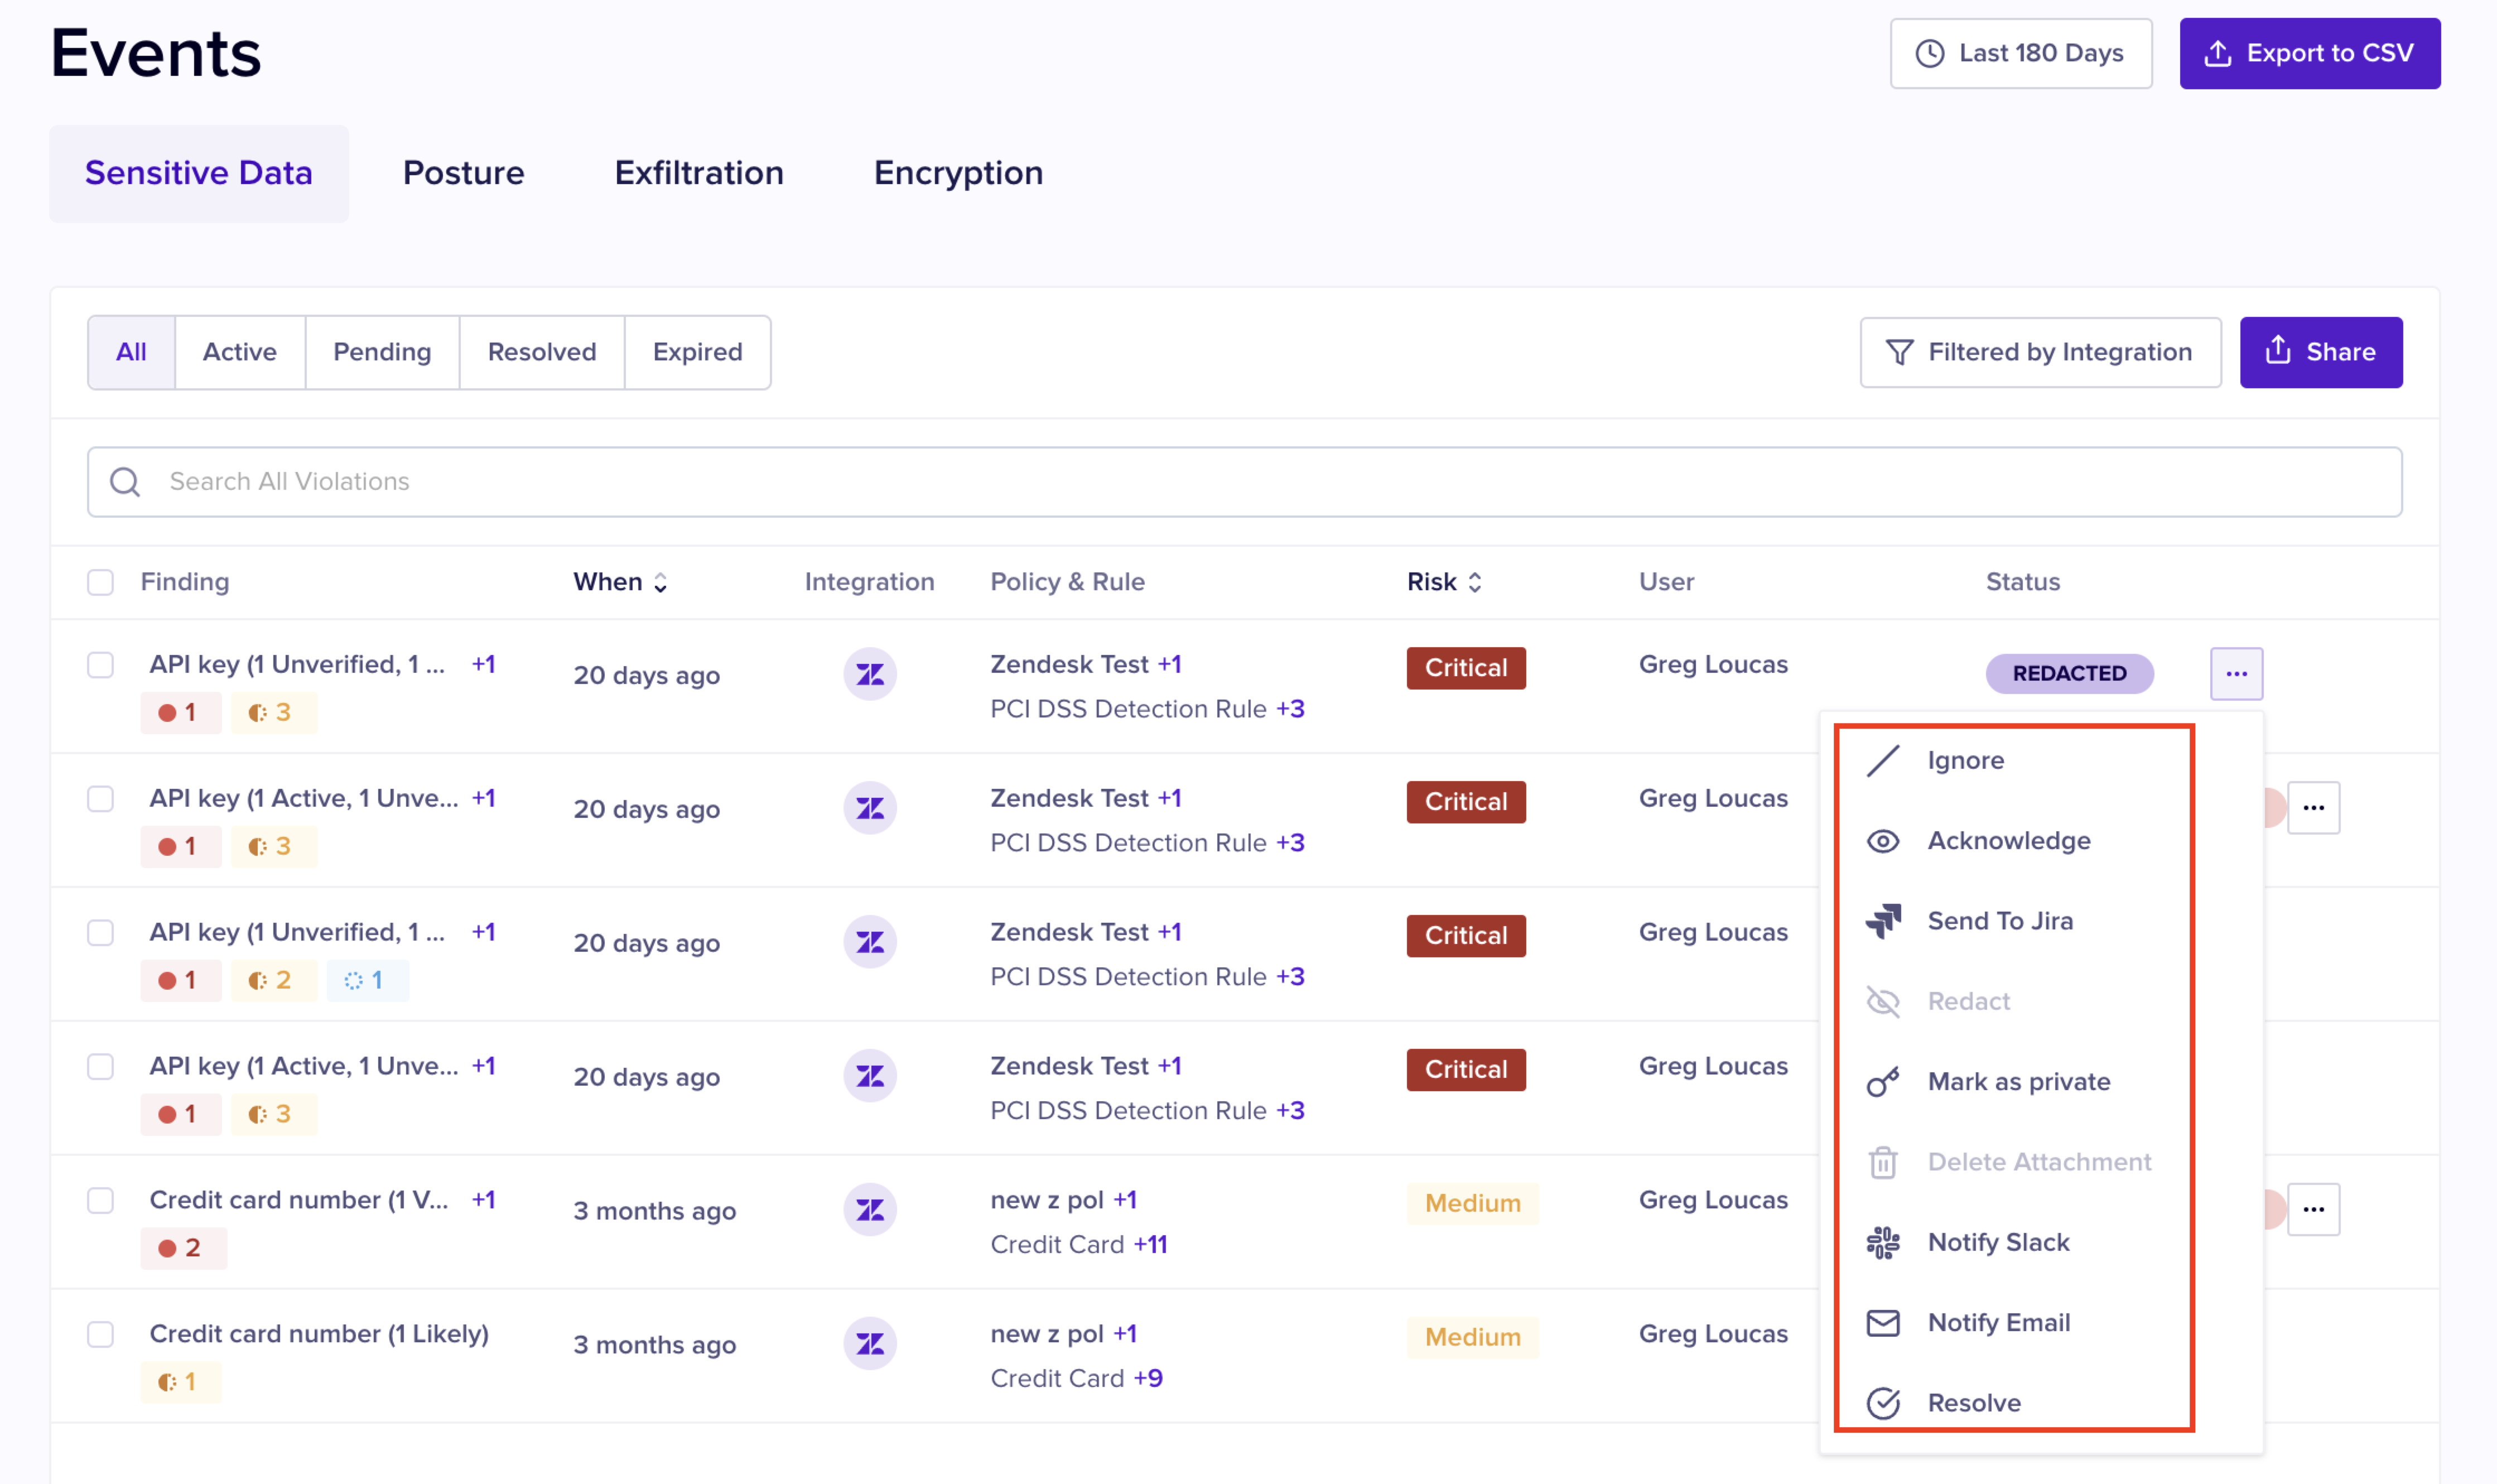 Events
Last 180 Days
Export to CSV
Sensitive Data
Posture
Exfiltration
Encryption
All
Active
Pending
Resolved
Expired
Filtered by Integration
Share
Search All Violations
Finding
When
Integration
Policy & Rule
Risk
User
Status
API key (1 Unverified, 1 ... +1
1
3
20 days ago
Zendesk Test +1
PCI DSS Detection Rule +3
Critical
Greg Loucas
REDACTED
...
API key (1 Active, 1 Unve... +1
1
3
20 days ago
Zendesk Test +1
PCI DSS Detection Rule +3
Critical
Greg Loucas
...
API key (1 Unverified, 1 ... +1
1
2
1
20 days ago
Zendesk Test +1
PCI DSS Detection Rule +3
Critical
Greg Loucas
API key (1 Active, 1 Unve... +1
1
3
20 days ago
Zendesk Test +1
PCI DSS Detection Rule +3
Critical
Greg Loucas
Credit card number (1 V... +1
2
3 months ago
new z pol +1
Credit Card +11
Medium
Greg Loucas
...
Credit card number (1 Likely)
1
3 months ago
new z pol +1
Credit Card +9
Medium
Greg Loucas
Ignore
Acknowledge
Send To Jira
Redact
Mark as private
Delete Attachment
Notify Slack
Notify Email
Resolve